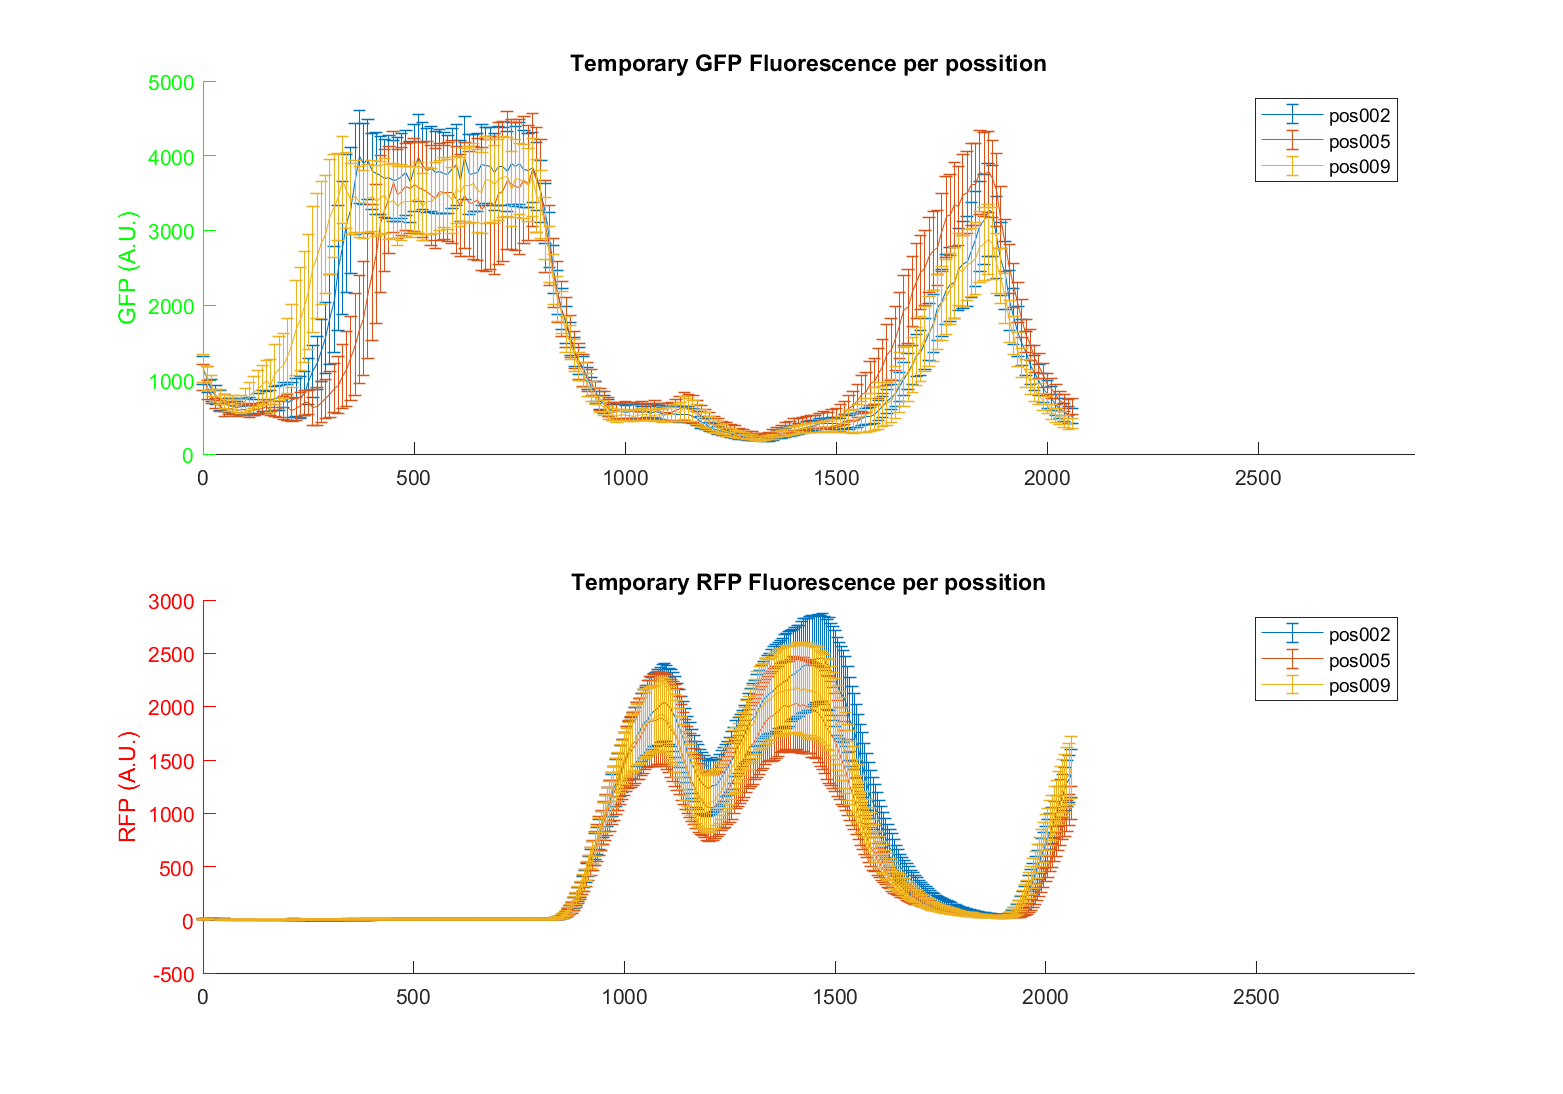 Temporary GFP Fluorescence per possition
5000
4000
3000
2000
1000
0
GFP (A.U.)
0 500 1000 1500 2000 2500
pos002
pos005
pos009
Temporary RFP Fluorescence per possition
3000
2500
2000
1500
1000
500
0
-500
RFP (A.U.)
0 500 1000 1500 2000 2500
pos002
pos005
pos009